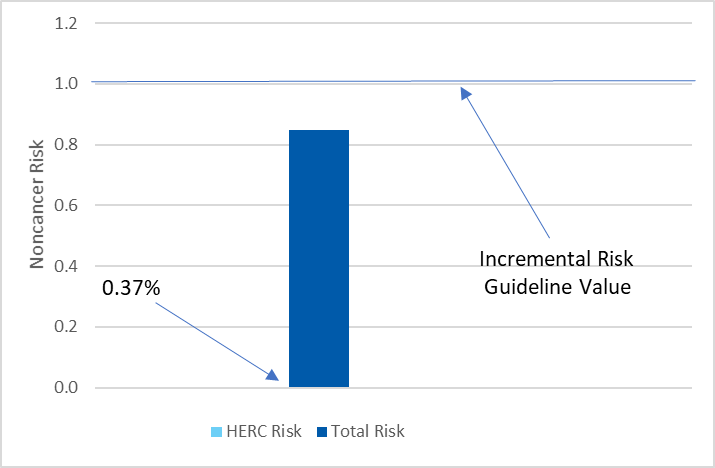 1.2
1.0
0.8
0.6
0.4
0.2
0.0
Noncancer Risk
0.37%
Incremental Risk
Guideline Value
HERC Risk
Total Risk